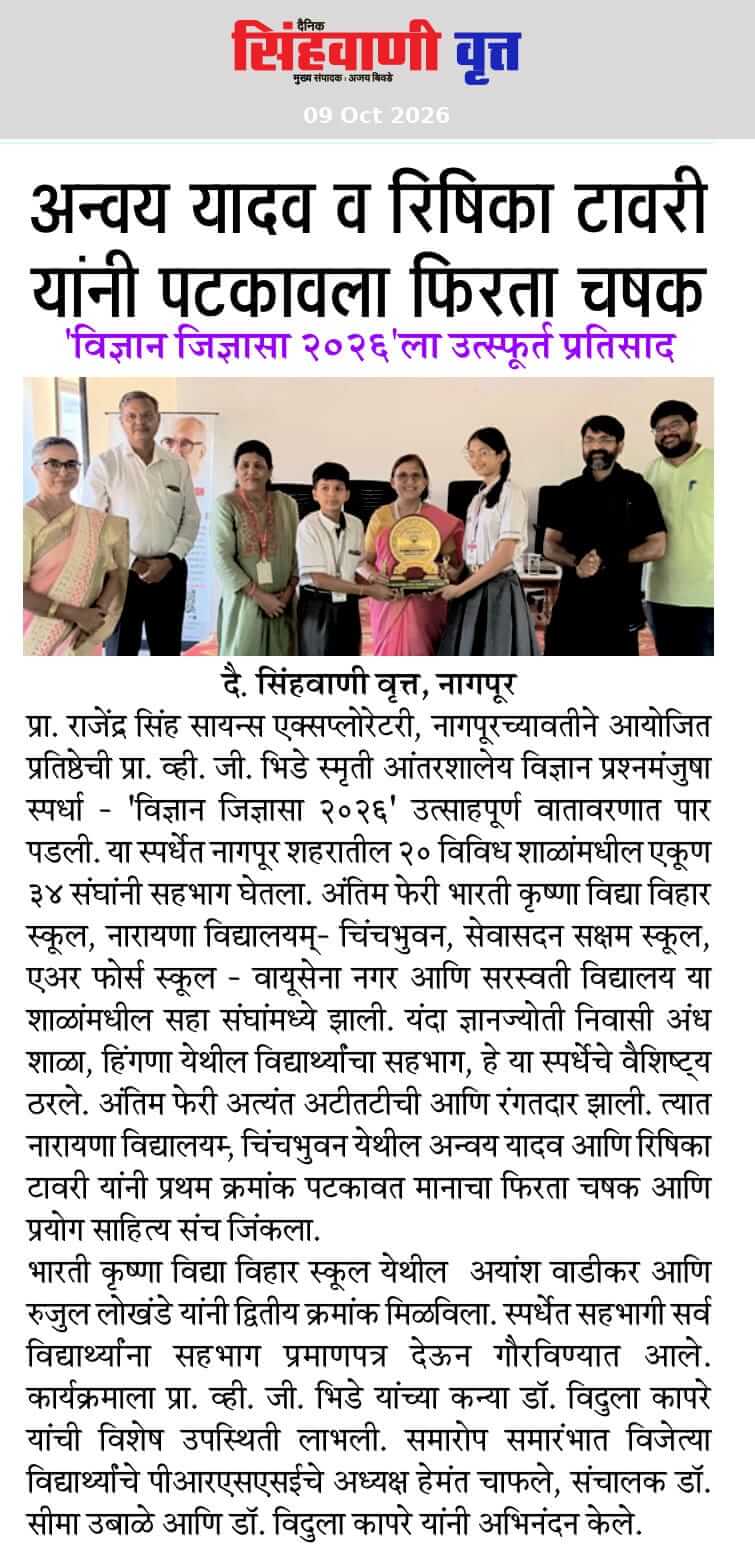 दैनिक
सिंहवाणी वृत्त
मुख्य संपादक : अजय बिवडे
09 Oct 2026
अन्वय यादव व रिषिका टावरी
यांनी पटकावला फिरता चषक
'विज्ञान जिज्ञासा २०२६'ला उत्स्फूर्त प्रतिसाद
दै. सिंहवाणी वृत्त, नागपूर
प्रा. राजेंद्र सिंह सायन्स एक्सप्लोरेटरी, नागपूरच्यावतीने आयोजित
प्रतिष्ठेची प्रा. व्ही. जी. भिडे स्मृती आंतरशालेय विज्ञान प्रश्नमंजुषा
स्पर्धा - 'विज्ञान जिज्ञासा २०२६' उत्साहपूर्ण वातावरणात पार
पडली. या स्पर्धेत नागपूर शहरातील २० विविध शाळांमधील एकूण
३४ संघांनी सहभाग घेतला. अंतिम फेरी भारती कृष्णा विद्या विहार
स्कूल, नारायणा विद्यालयम्- चिंचभुवन, सेवासदन सक्षम स्कूल,
एअर फोर्स स्कूल - वायूसेना नगर आणि सरस्वती विद्यालय या
शाळांमधील सहा संघांमध्ये झाली. यंदा ज्ञानज्योती निवासी अंध
शाळा, हिंगणा येथील विद्यार्थ्यांचा सहभाग, हे या स्पर्धेचे वैशिष्ट्य
ठरले. अंतिम फेरी अत्यंत अटीतटीची आणि रंगतदार झाली. त्यात
नारायणा विद्यालयम्, चिंचभुवन येथील अन्वय यादव आणि रिषिका
टावरी यांनी प्रथम क्रमांक पटकावत मानाचा फिरता चषक आणि
प्रयोग साहित्य संच जिंकला.
भारती कृष्णा विद्या विहार स्कूल येथील अयांश वाडीकर आणि
रुजुल लोखंडे यांनी द्वितीय क्रमांक मिळविला. स्पर्धेत सहभागी सर्व
विद्यार्थ्यांना सहभाग प्रमाणपत्र देऊन गौरविण्यात आले.
कार्यक्रमाला प्रा. व्ही. जी. भिडे यांच्या कन्या डॉ. विदुला कापरे
यांची विशेष उपस्थिती लाभली. समारोप समारंभात विजेत्या
विद्यार्थ्यांचे पीआरएसएसईचे अध्यक्ष हेमंत चाफले, संचालक डॉ.
सीमा उबाळे आणि डॉ. विदुला कापरे यांनी अभिनंदन केले.